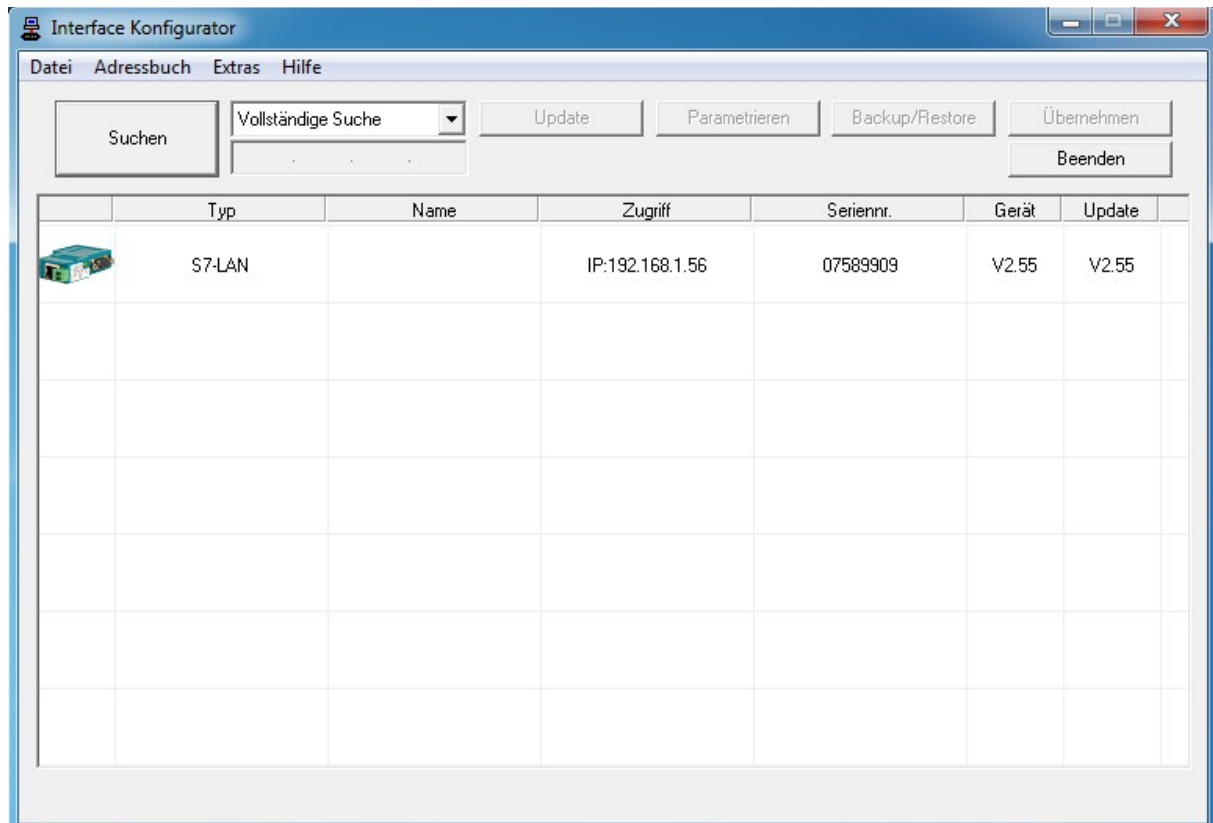 Interface Konfigurator
Datei Adressbuch Extras Hilfe
Suchen Vollständige Suche Update Parametrieren Backup/Restore Übernehmen
. . . Beenden
Typ Name Zugriff Seriennr. Gerät Update
S7-LAN IP:192.168.1.56 07589909 V2.55 V2.55